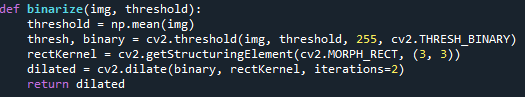 def binarize(img, threshold):
    threshold = np.mean(img)
    thresh, binary = cv2.threshold(img, threshold, 255, cv2.THRESH_BINARY)
    rectKernel = cv2.getStructuringElement(cv2.MORPH_RECT, (3, 3))
    dilated = cv2.dilate(binary, rectKernel, iterations=2)
    return dilated